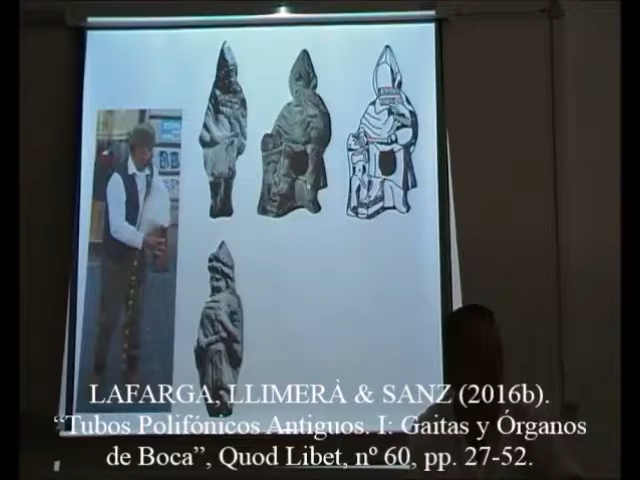 LAFARGA, LLIMERÀ & SANZ (2016b).
“Tubos Polifónicos Antiguos. I: Gaitas y Órganos
de Boca”, Quod Libet, nº 60, pp. 27-52.